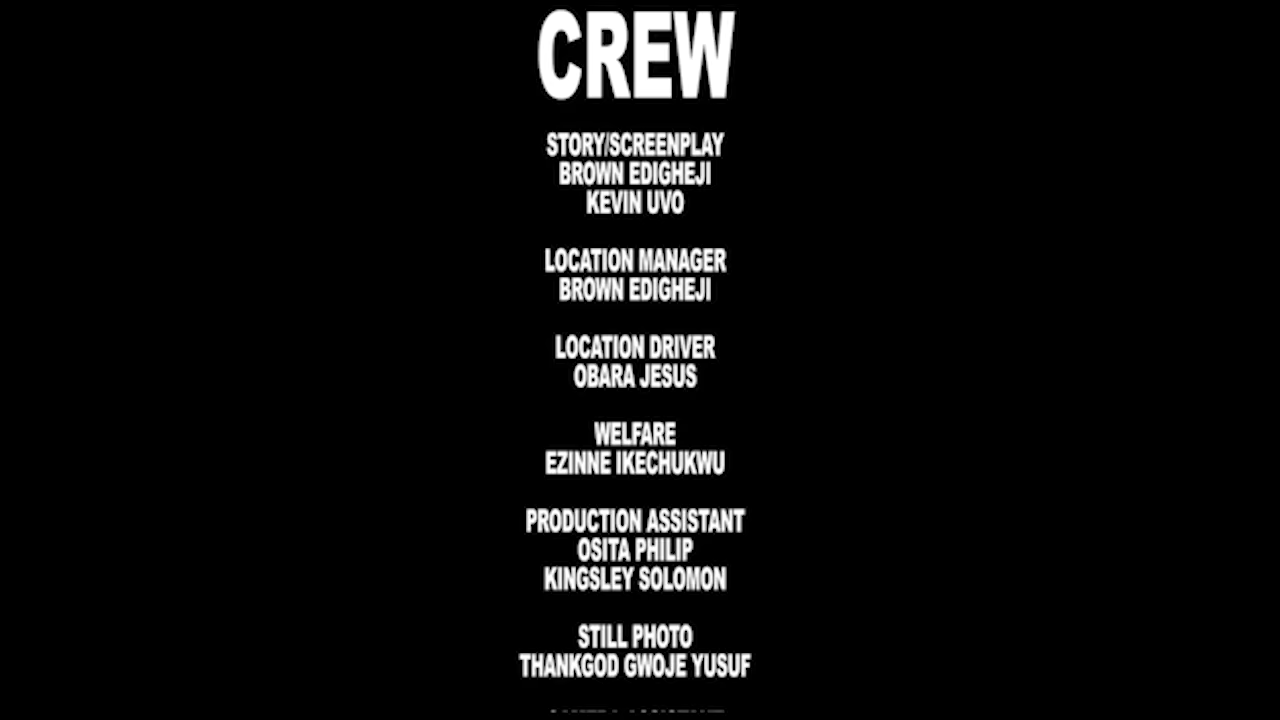 CREW
STORY/SCREENPLAY
BROWN EDIGHEJI
KEVIN UVO
LOCATION MANAGER
BROWN EDIGHEJI
LOCATION DRIVER
OBARA JESUS
WELFARE
EZINNE IKECHUKWU
PRODUCTION ASSISTANT
OSITA PHILIP
KINGSLEY SOLOMON
STILL PHOTO
THANKGOD GWOJE YUSUF